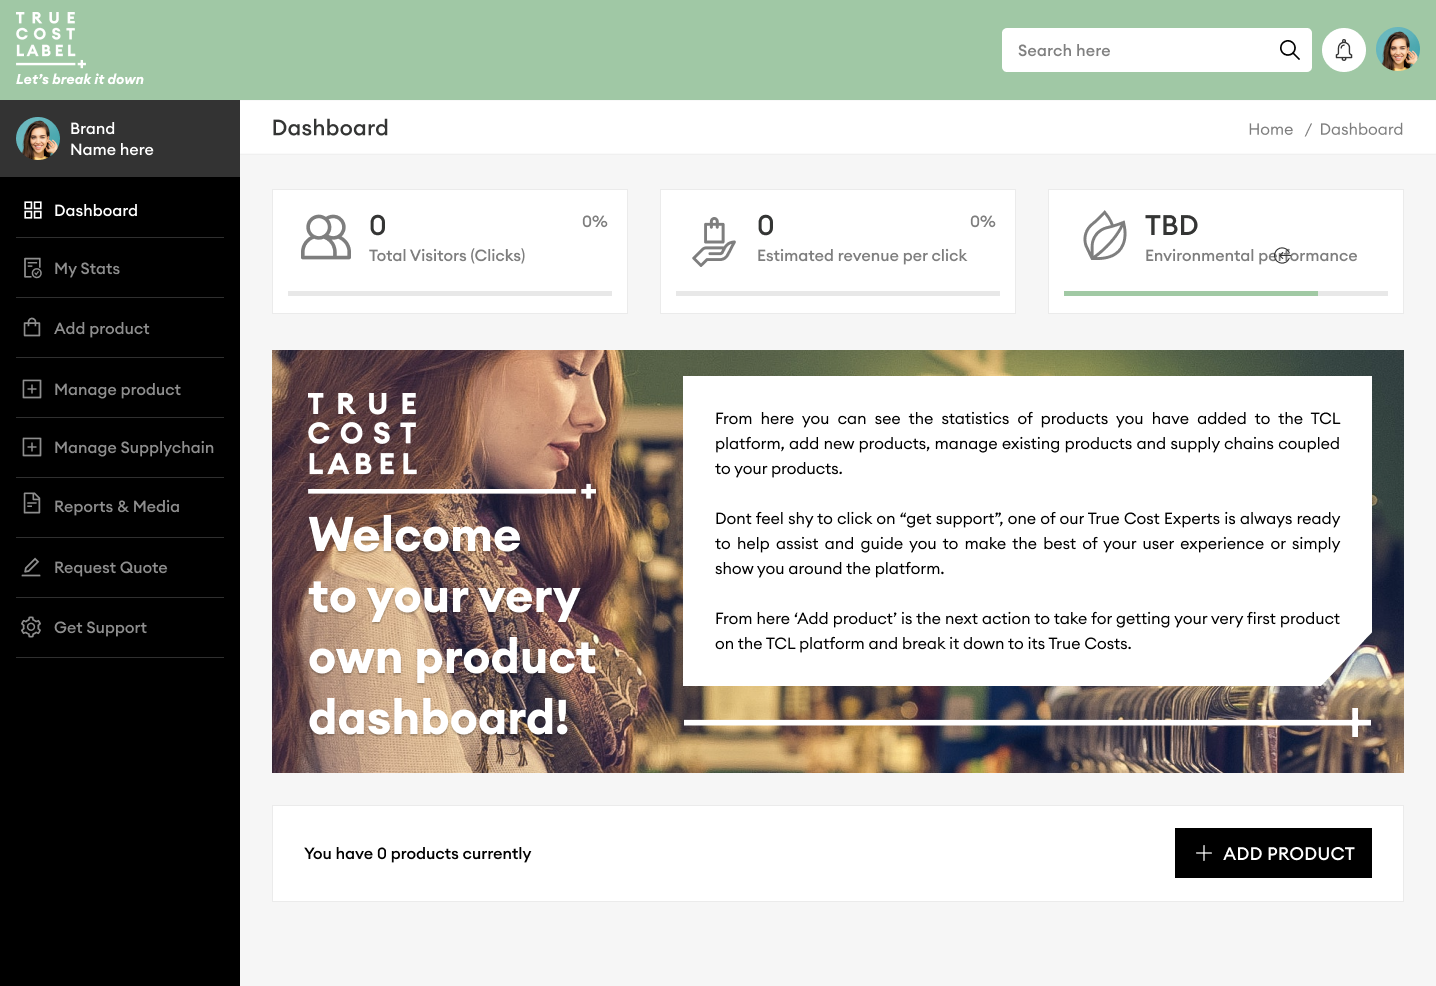 TRUE
COST
LABEL
Let's break it down
Search here
Brand
Name here
Dashboard
My Stats
Add product
Manage product
Manage Supplychain
Reports & Media
Request Quote
Get Support
Dashboard
Home / Dashboard
0
0%
Total Visitors (Clicks)
0
0%
Estimated revenue per click
TBD
Environmental performance
TRUE
COST
LABEL
Welcome
to your very
own product
dashboard!
From here you can see the statistics of products you have added to the TCL
platform, add new products, manage existing products and supply chains coupled
to your products.
Dont feel shy to click on “get support”, one of our True Cost Experts is always ready
to help assist and guide you to make the best of your user experience or simply
show you around the platform.
From here ‘Add product’ is the next action to take for getting your very first product
on the TCL platform and break it down to its True Costs.
You have 0 products currently
ADD PRODUCT